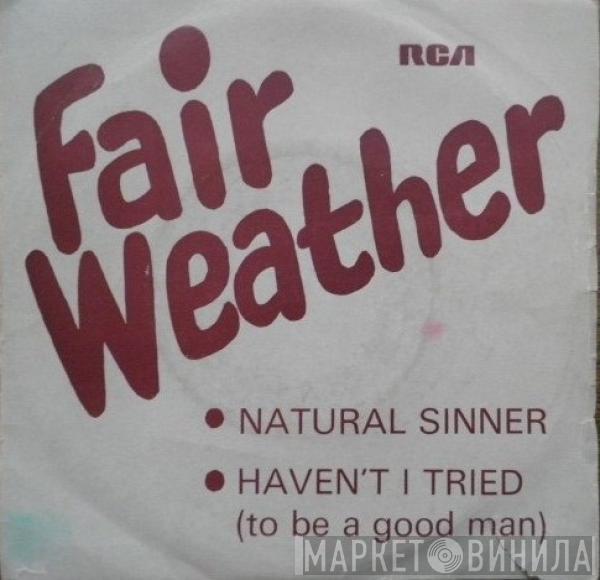 RCA
Fair
Weather
• NATURAL SINNER
• HAVEN'T I TRIED
(to be a good man)
МАРКЕТ ВИНИЛА